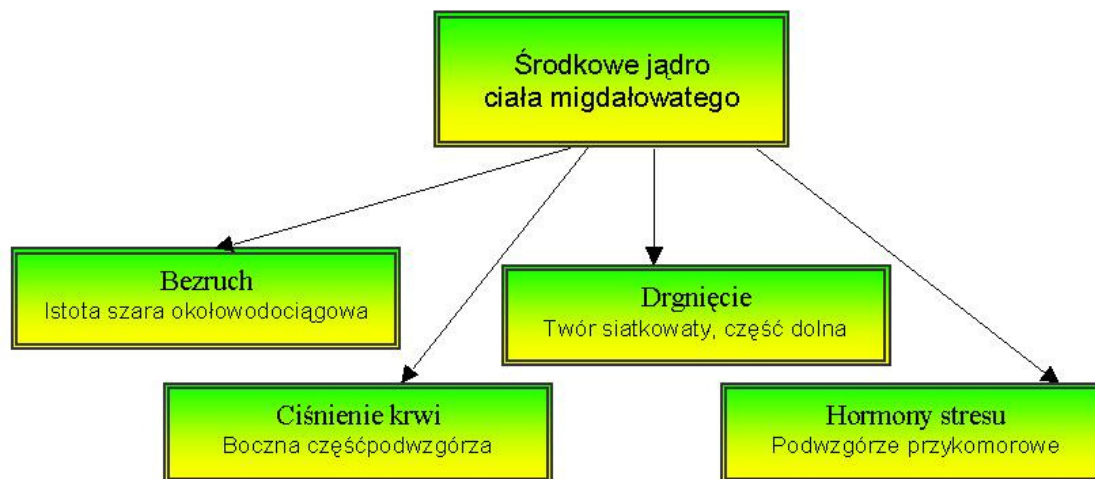 Środkowe jądro
ciała migdałowatego
Bezruch
Istota szara okołowodociągowa
Drgnięcie
Twór siatkowaty, część dolna
Ciśnienie krwi
Boczna częśćpodwzgórza
Hormony stresu
Podwzgórze przykomorowe